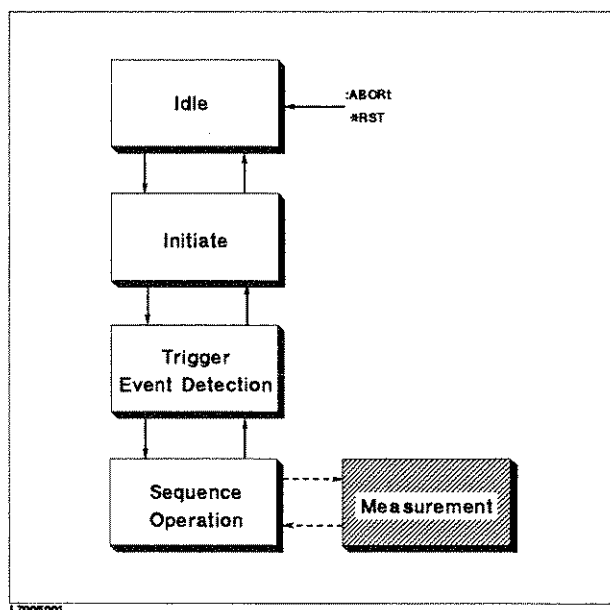 Idle
:ABORt
*RST
Initiate
Trigger
Event Detection
Sequence
Operation
Measurement